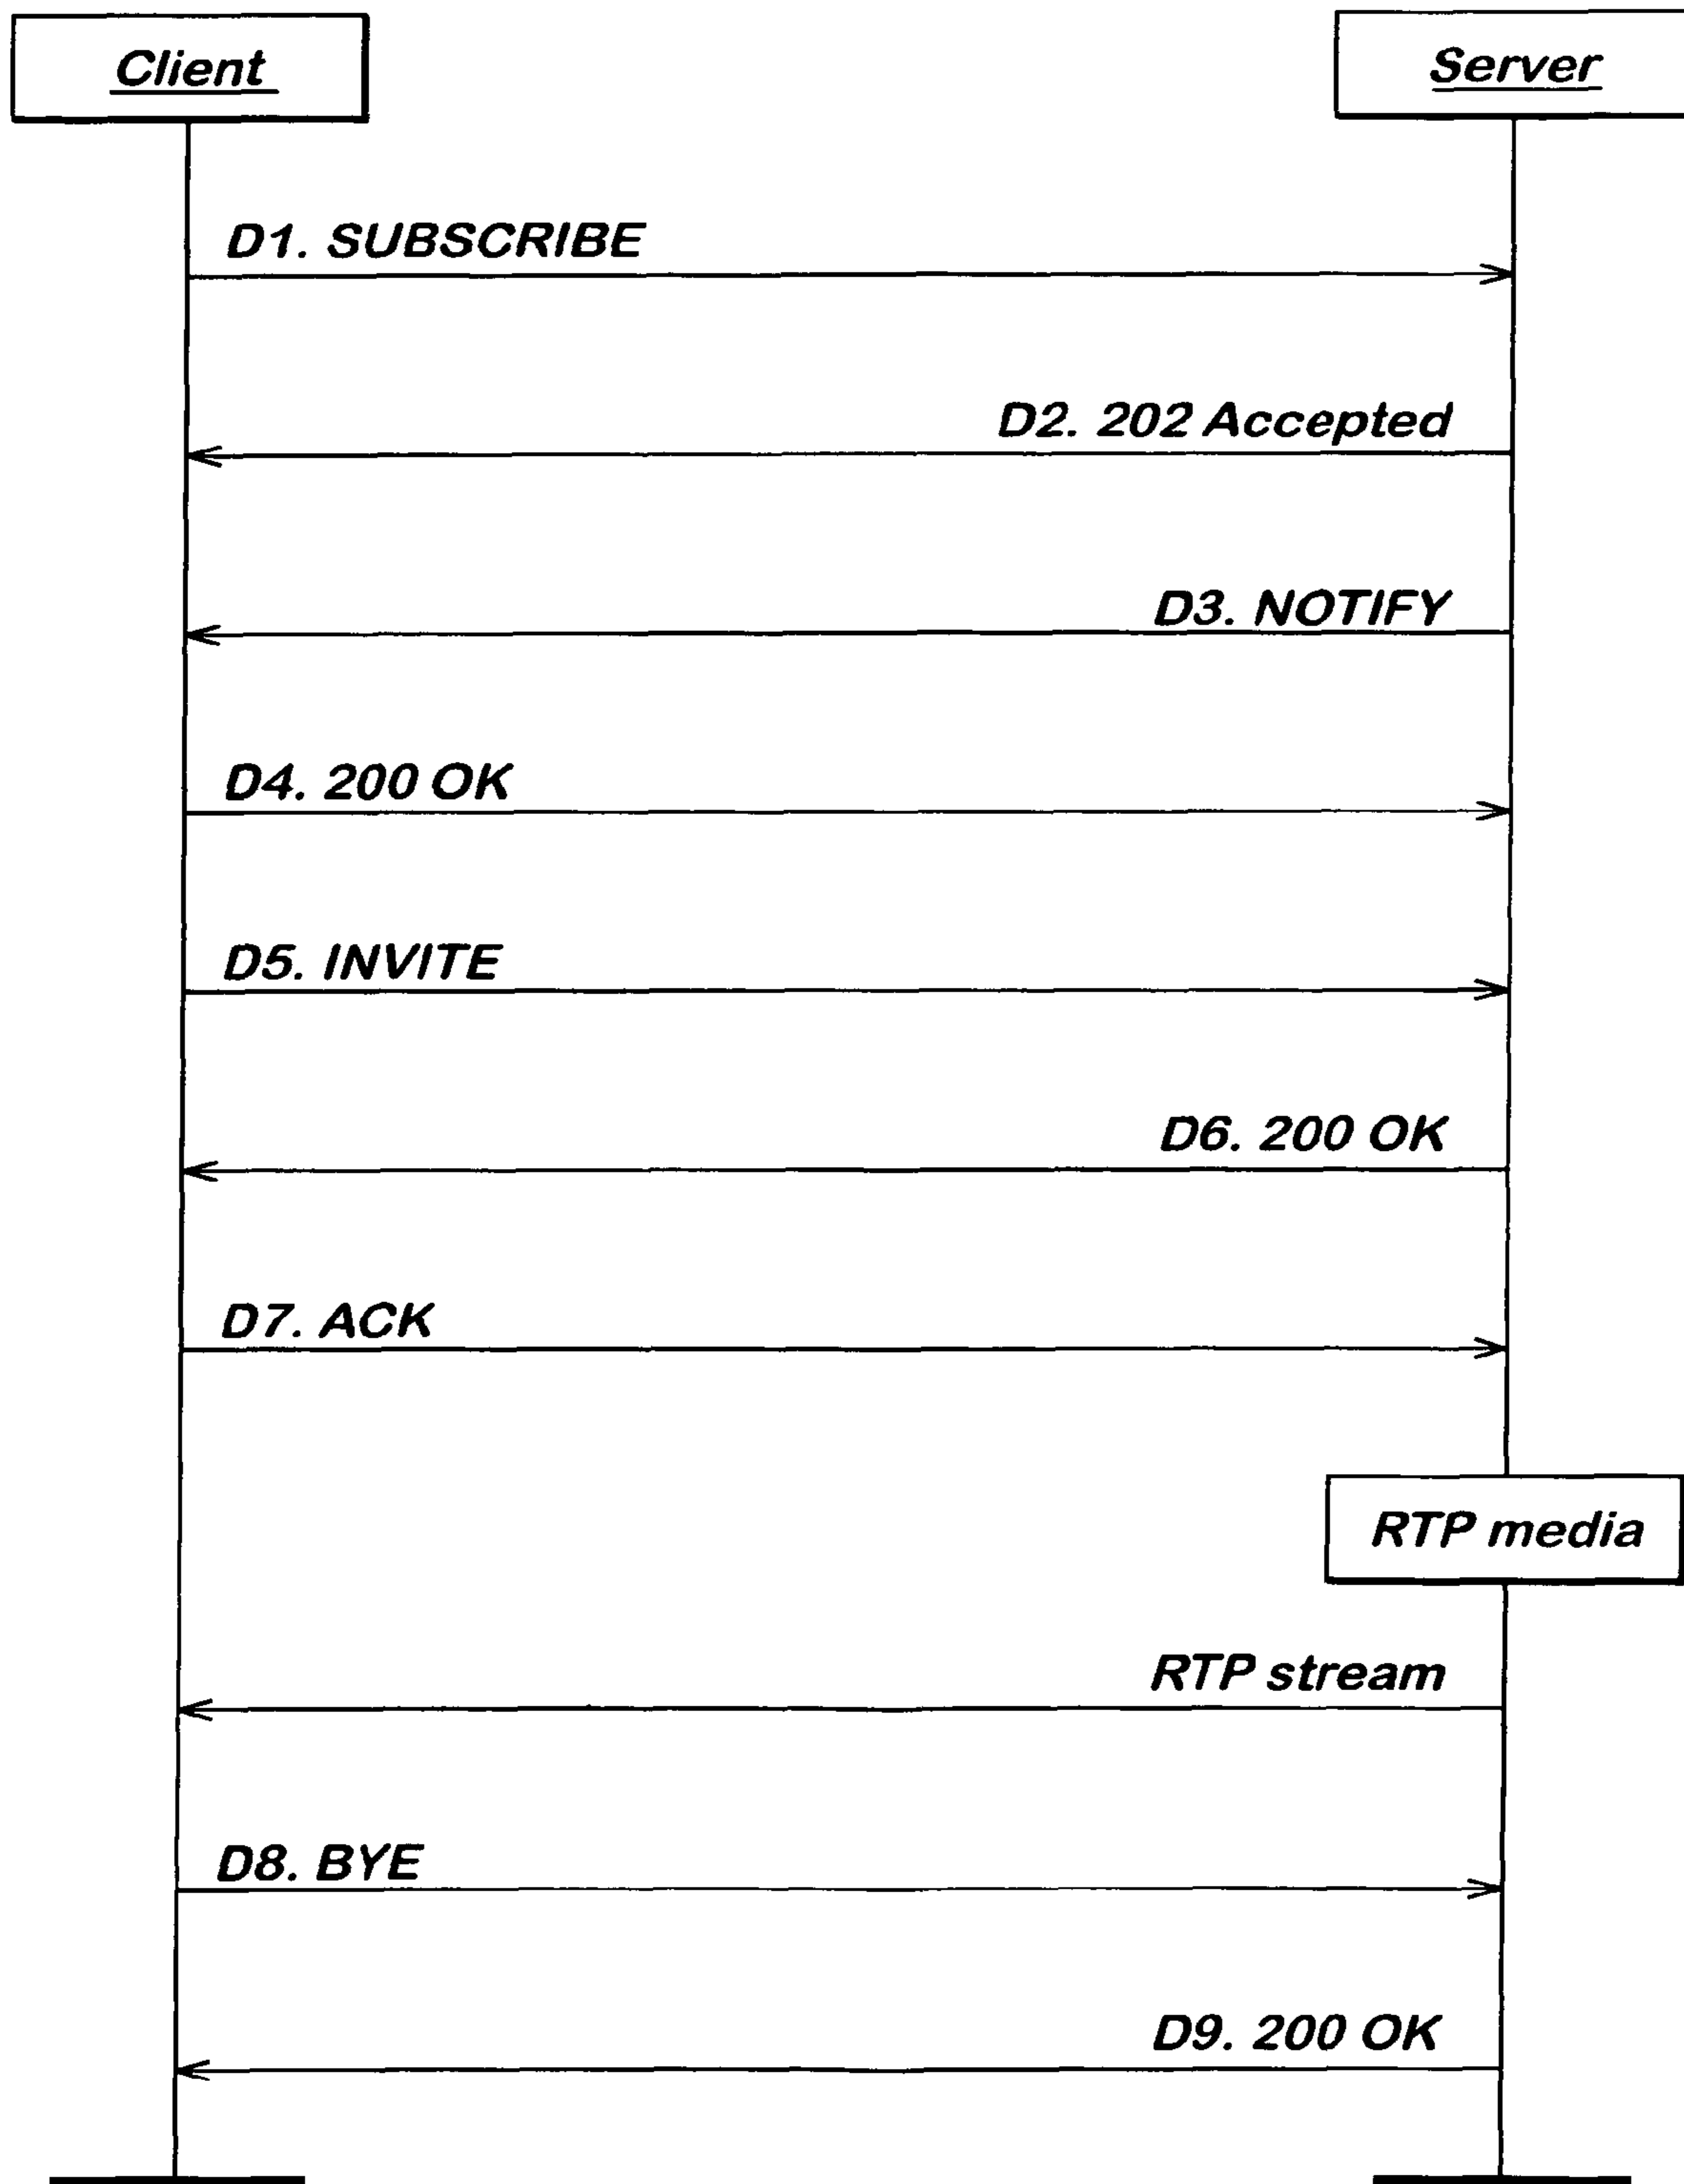 Client
Server
D1. SUBSCRIBE
D2. 202 Accepted
D3. NOTIFY
D4. 200 OK
D5. INVITE
D6. 200 OK
D7. ACK
RTP media
RTP stream
D8. BYE
D9. 200 OK